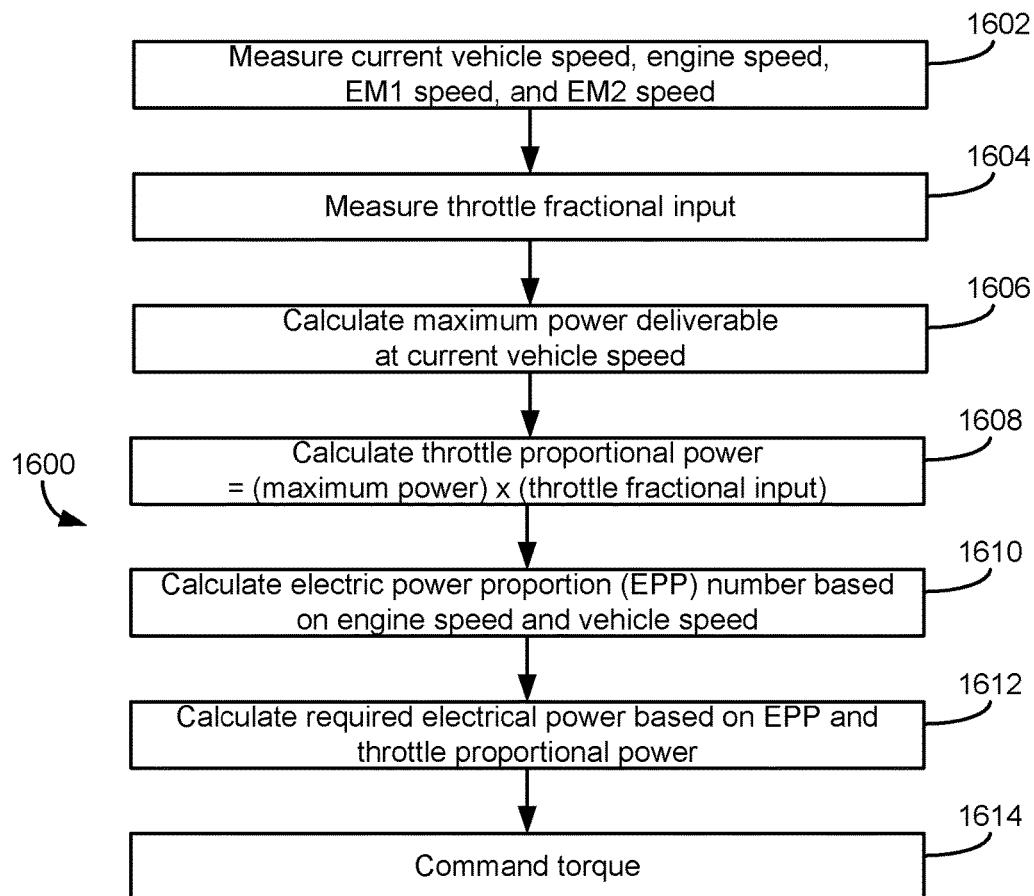 1602
Measure current vehicle speed, engine speed,
EM1 speed, and EM2 speed
1604
Measure throttle fractional input
1606
Calculate maximum power deliverable
at current vehicle speed
1608
Calculate throttle proportional power
= (maximum power) x (throttle fractional input)
1600
1610
Calculate electric power proportion (EPP) number based
on engine speed and vehicle speed
1612
Calculate required electrical power based on EPP and
throttle proportional power
1614
Command torque